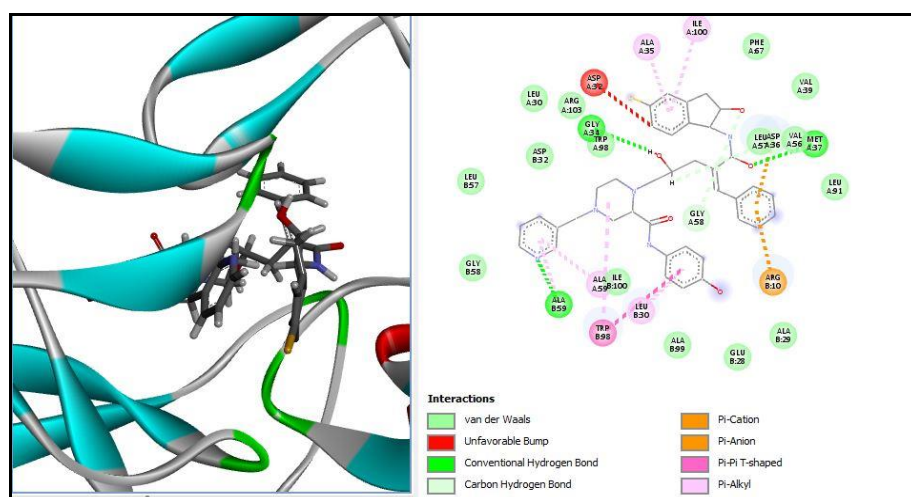 ILE
A:100
ALA
A:35
PHE
A:67
ASP
A:32
VAL
A:39
LEU
A:30
ARG
A:103
GLY
A:34
TRP
A:98
LEU
A:57
ASP
A:36
VAL
A:56
MET
A:37
ASP
B:32
LEU
B:57
LEU
A:91
GLY
A:58
GLY
B:58
ALA
A:59
ILE
B:100
ARG
B:10
ALA
B:59
LEU
B:30
TRP
B:98
ALA
B:99
GLU
B:28
ALA
B:29
H
O
H
N
O
N
N
O
N
N
O
Interactions
van der Waals
Unfavorable Bump
Conventional Hydrogen Bond
Carbon Hydrogen Bond
Pi-Cation
Pi-Anion
Pi-Pi T-shaped
Pi-Alkyl